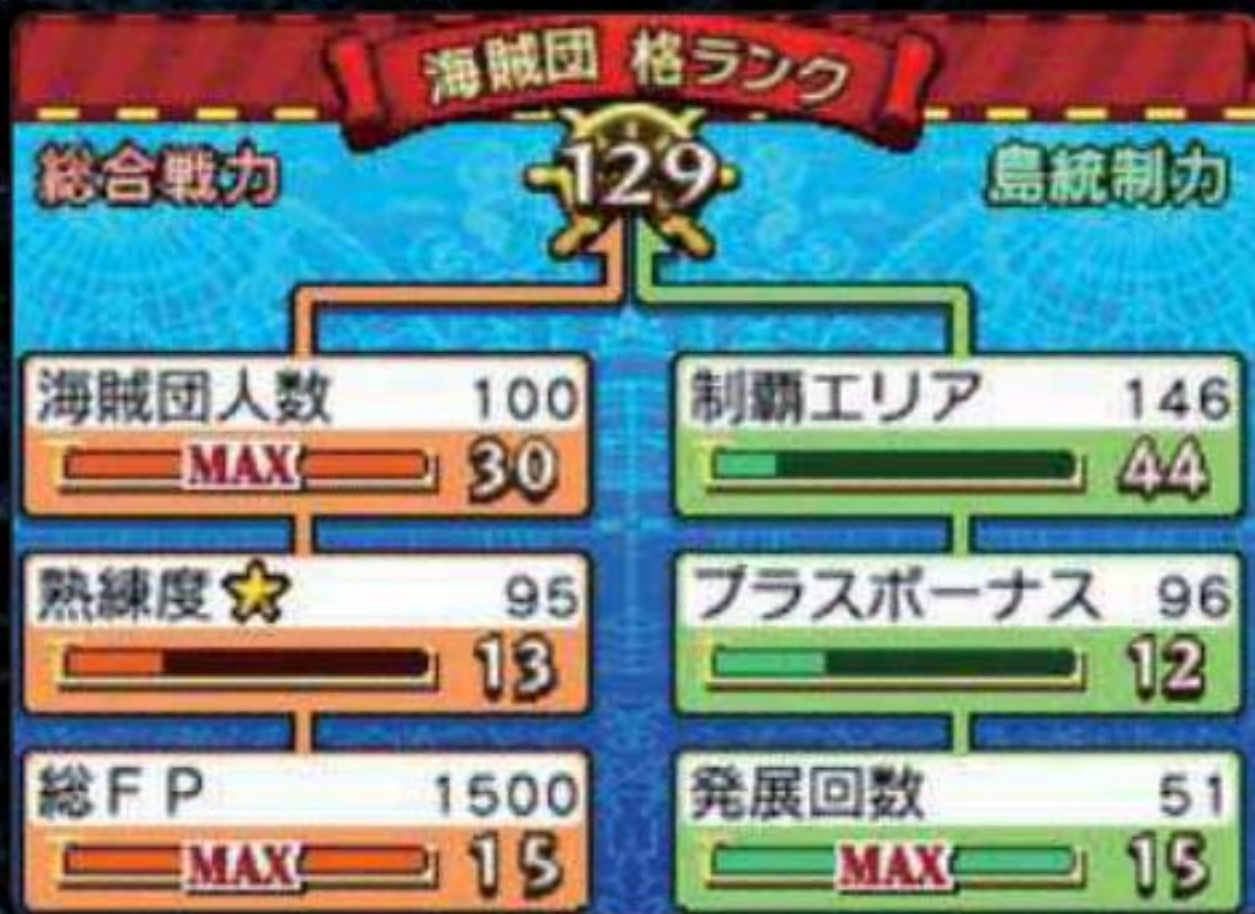 海賊団 格ランク
129
総合戦力
島統制力
海賊団人数 100
MAX 30
熟練度 95
13
総FP 1500
MAX 15
制覇エリア 146
44
プラスボーナス 96
12
発展回数 51
MAX 15